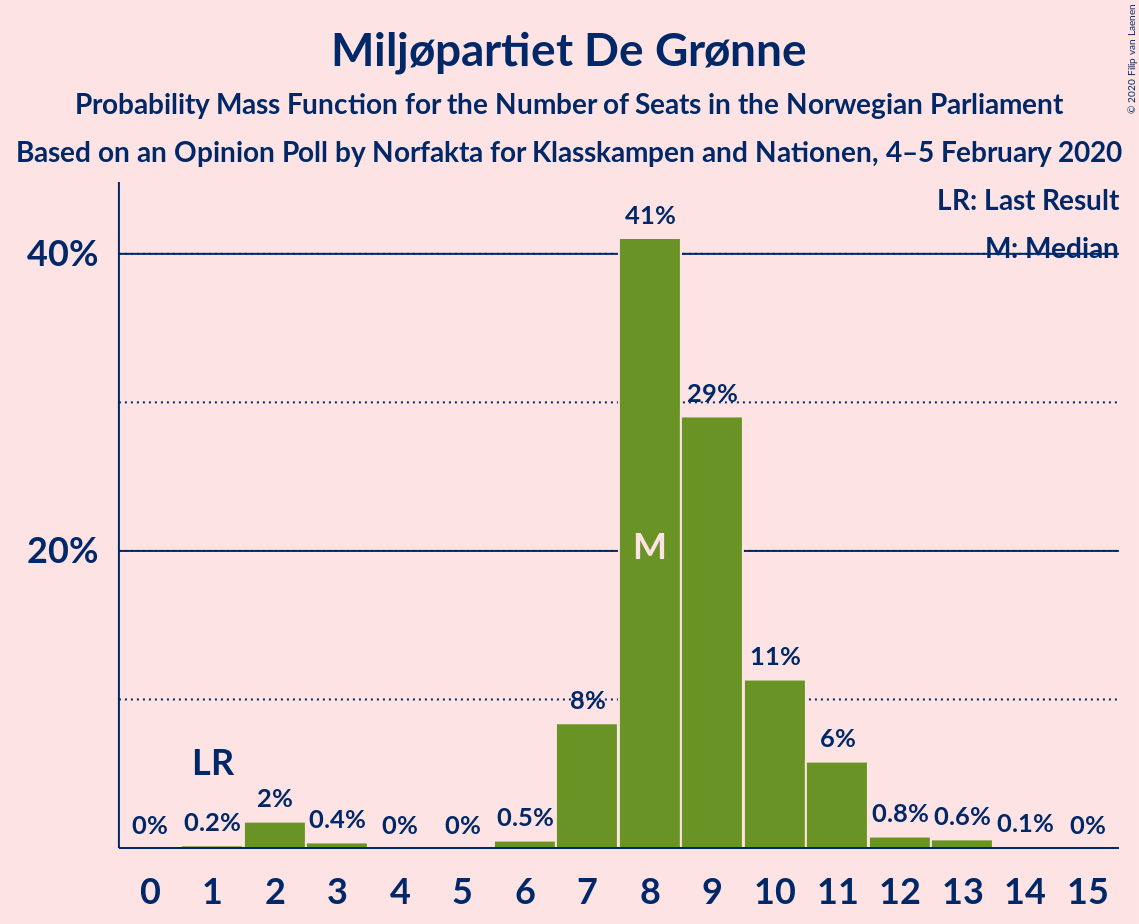 Miljøpartiet De Grønne
Probability Mass Function for the Number of Seats in the Norwegian Parliament
Based on an Opinion Poll by Norfakta for Klasskampen and Nationen, 4–5 February 2020
© 2020 Filip van Laenen
LR: Last Result
M: Median
40%
20%
41%
29%
M
11%
8%
6%
LR
0% 0.2% 2% 0.4% 0% 0% 0.5% 0.8% 0.6% 0.1% 0%
0 1 2 3 4 5 6 7 8 9 10 11 12 13 14 15